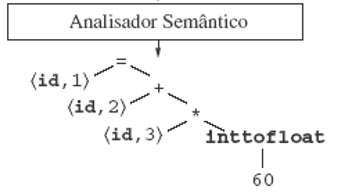 Analisador Semântico
=
⟨id,1⟩
+
⟨id,2⟩
*
⟨id,3⟩
inttofloat
60